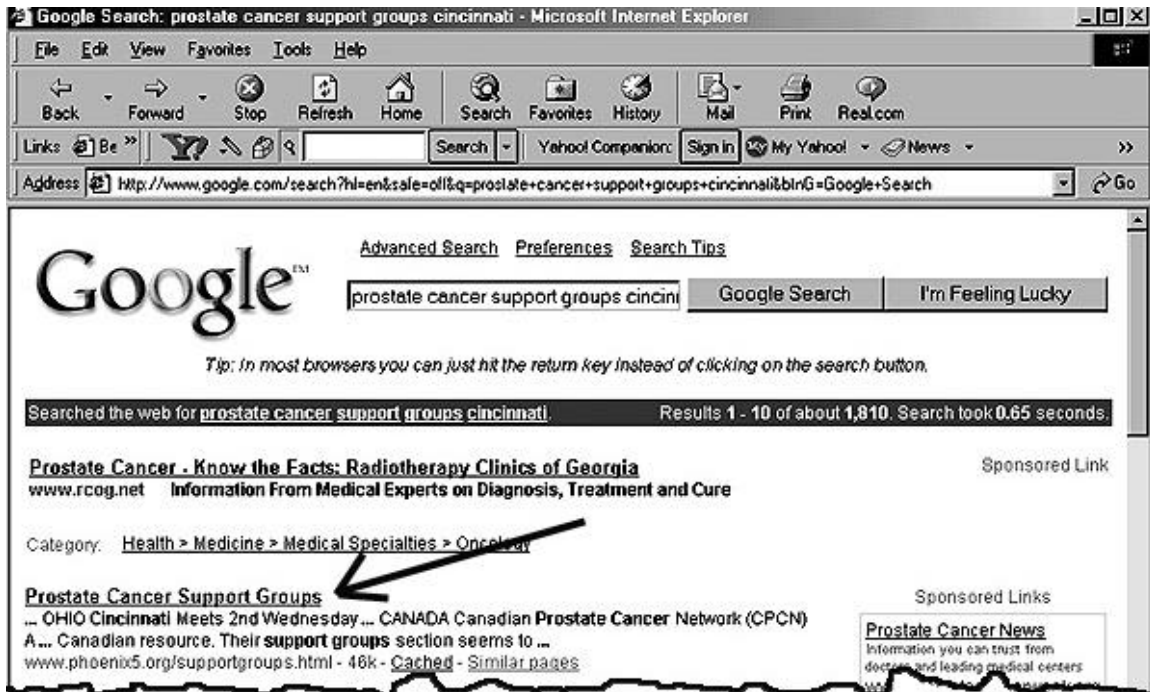 Google Search: prostate cancer support groups cincinnati - Microsoft Internet Explorer
File Edit View Favorites Tools Help
Back Forward Stop Refresh Home Search Favorites History Mail Print Real.com
Links Be » Search Yahoo! Companion: Sign in My Yahoo! News »
Address http://www.google.com/search?hl=en&safe=off&q=prostate+cancer+support+groups+cincinnati&btnG=Google+Search Go
Advanced Search Preferences Search Tips
Google™
prostate cancer support groups cincin Google Search I'm Feeling Lucky
Tip: In most browsers you can just hit the return key instead of clicking on the search button.
Searched the web for prostate cancer support groups cincinnati. Results 1 - 10 of about 1,810. Search took 0.65 seconds.
Prostate Cancer - Know the Facts: Radiotherapy Clinics of Georgia Sponsored Link
www.rcog.net Information From Medical Experts on Diagnosis, Treatment and Cure
Category: Health > Medicine > Medical Specialties > Oncology
Prostate Cancer Support Groups
... OHIO Cincinnati Meets 2nd Wednesday ... CANADA Canadian Prostate Cancer Network (CPCN)
A ... Canadian resource. Their support groups section seems to ...
www.phoenix5.org/supportgroups.html - 46k - Cached - Similar pages
Sponsored Links
Prostate Cancer News
Information you can trust from
doctors and leading medical centers